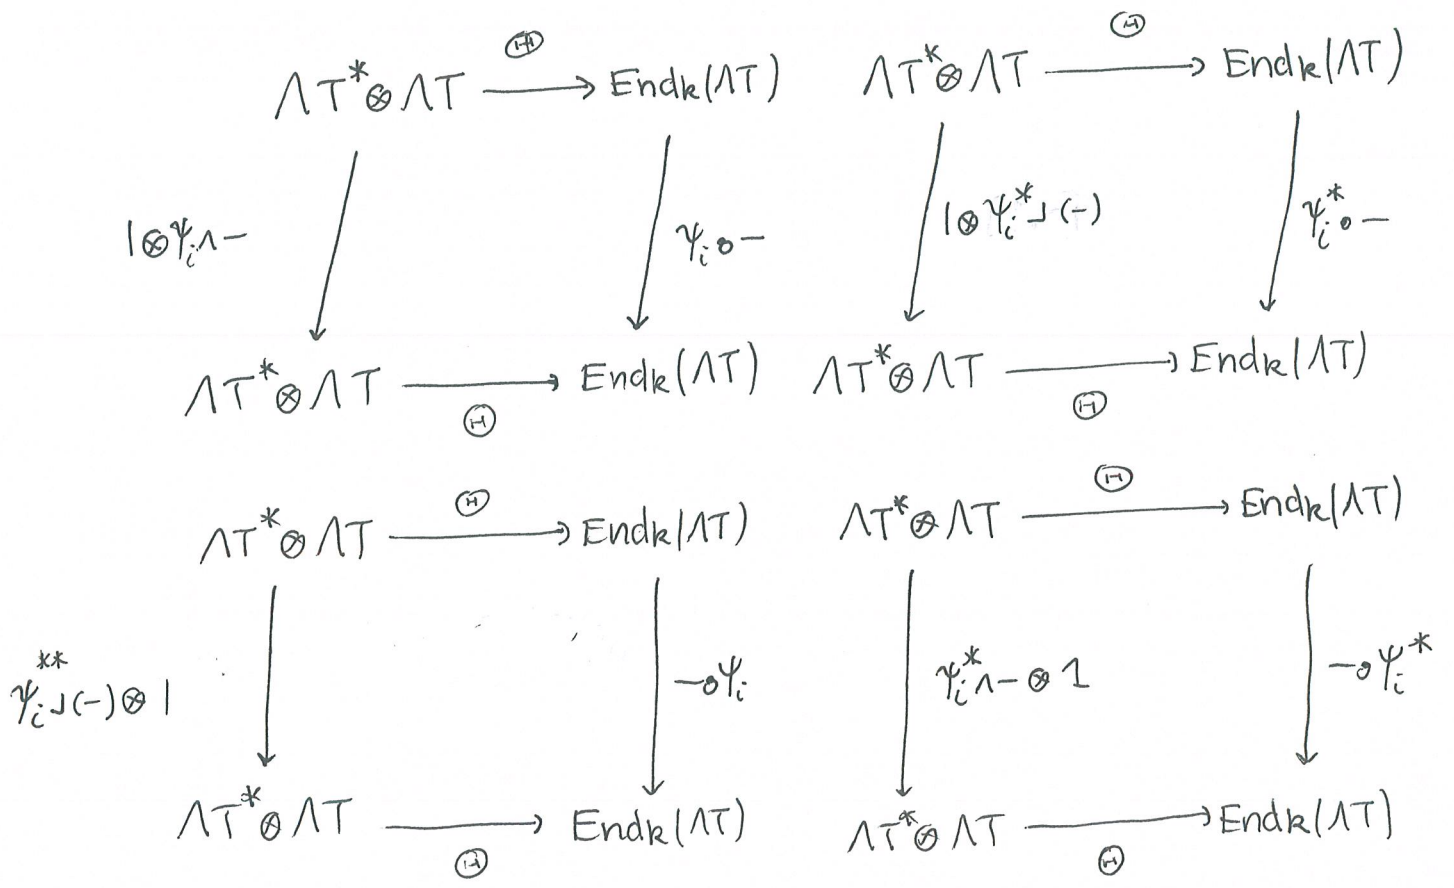 Θ Θ
ΛT*⊗ΛT → Endk(ΛT) ΛT*⊗ΛT → Endk(ΛT)
1⊗ψᵢ∧− ψᵢ∘− 1⊗ψᵢ*⌟(−) ψᵢ*∘−
ΛT*⊗ΛT → Endk(ΛT) ΛT*⊗ΛT → Endk(ΛT)
Θ Θ
Θ Θ
ΛT*⊗ΛT → Endk(ΛT) ΛT*⊗ΛT → Endk(ΛT)
ψᵢ**⌟(−)⊗1 −∘ψᵢ ψᵢ*∧−⊗1 −∘ψᵢ*
ΛT*⊗ΛT → Endk(ΛT) ΛT*⊗ΛT → Endk(ΛT)
Θ Θ